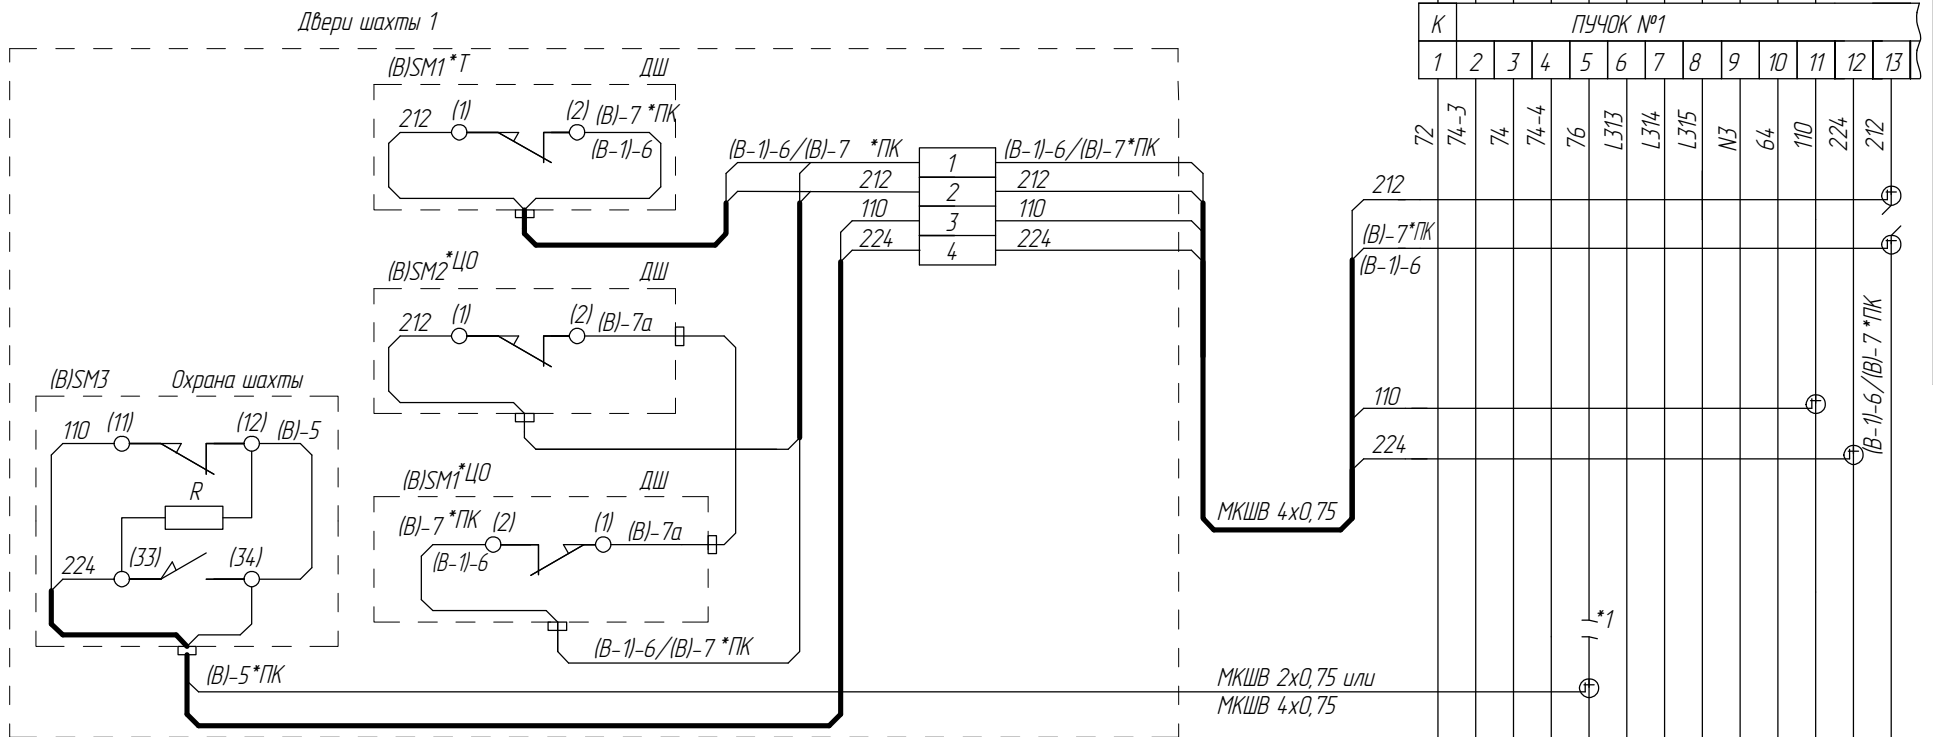 Двери шахты 1
К ПУЧОК №1
1 2 3 4 5 6 7 8 9 10 11 12 13
72 74-3 74 74-4 76 L313 L314 L315 N3 64 110 224 212
(В)SM1*Т ДШ
212 (1) (2) (В)-7 *ПК
(В-1)-6
(В-1)-6/(В)-7 *ПК 1 (В-1)-6/(В)-7*ПК
212 2 212
110 3 110
224 4 224
212
(В)-7*ПК
(В-1)-6
(В)SM2*ЦО ДШ
212 (1) (2) (В)-7а
(В-1)-6/(В)-7 *ПК
(В)SM3 Охрана шахты
110 (11) (12) (В)-5
R
224 (33) (34)
110
224
(В)SM1*ЦО ДШ
(В)-7 *ПК (2) (1) (В)-7а
(В-1)-6
МКШВ 4х0,75
*1
(В-1)-6/(В)-7 *ПК
(В)-5*ПК
МКШВ 2х0,75 или
МКШВ 4х0,75